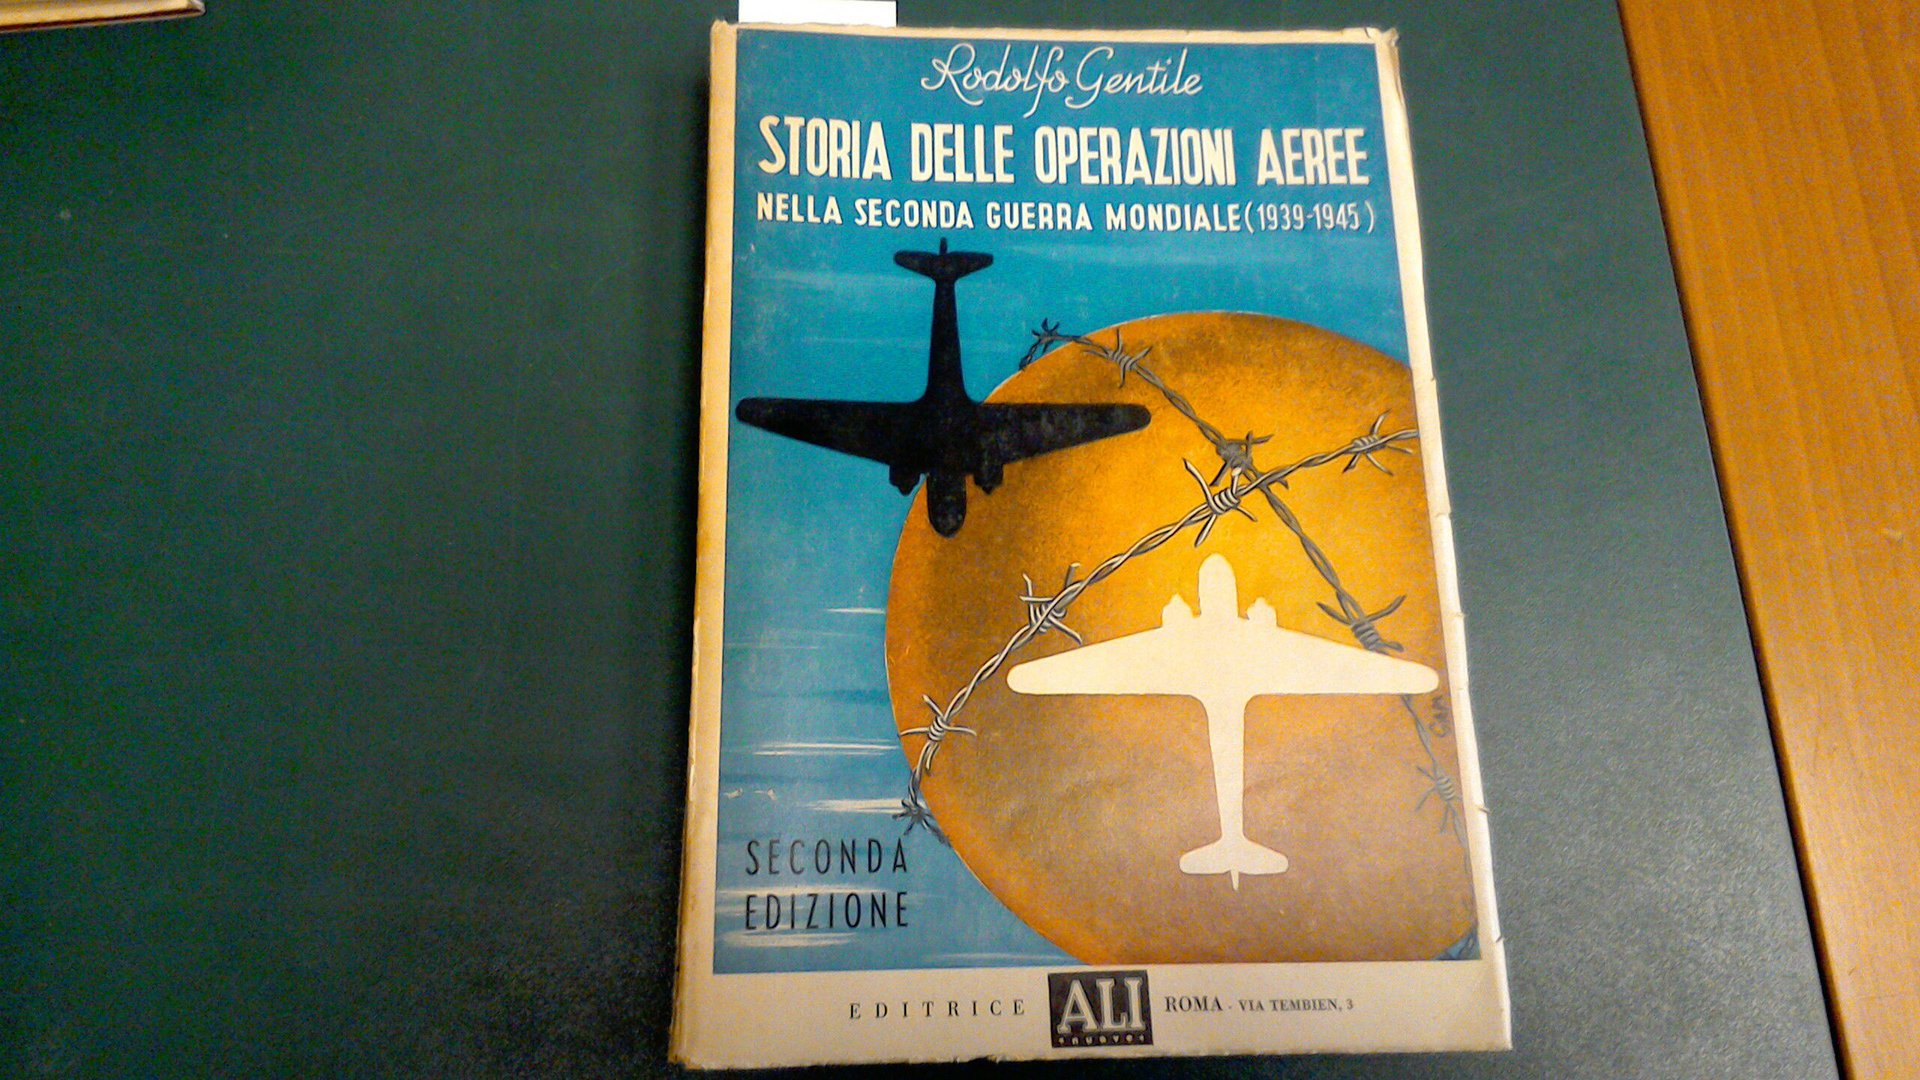 Rodolfo Gentile
STORIA DELLE OPERAZIONI AEREE
NELLA SECONDA GUERRA MONDIALE (1939-1945)
SECONDA
EDIZIONE
EDITRICE ALI ROMA - VIA TEMBIEN, 3
NUOVE